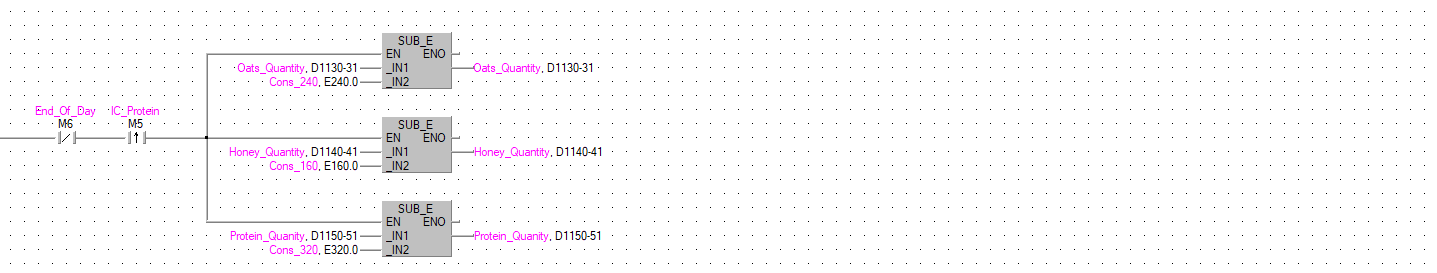 SUB_E
EN ENO
Oats_Quantity, D1130-31 _IN1 Oats_Quantity, D1130-31
Cons_240, E240.0 _IN2
End_Of_Day IC_Protein
M6 M5
SUB_E
EN ENO
Honey_Quantity, D1140-41 _IN1 Honey_Quantity, D1140-41
Cons_160, E160.0 _IN2
SUB_E
EN ENO
Protein_Quanity, D1150-51 _IN1 Protein_Quanity, D1150-51
Cons_320, E320.0 _IN2